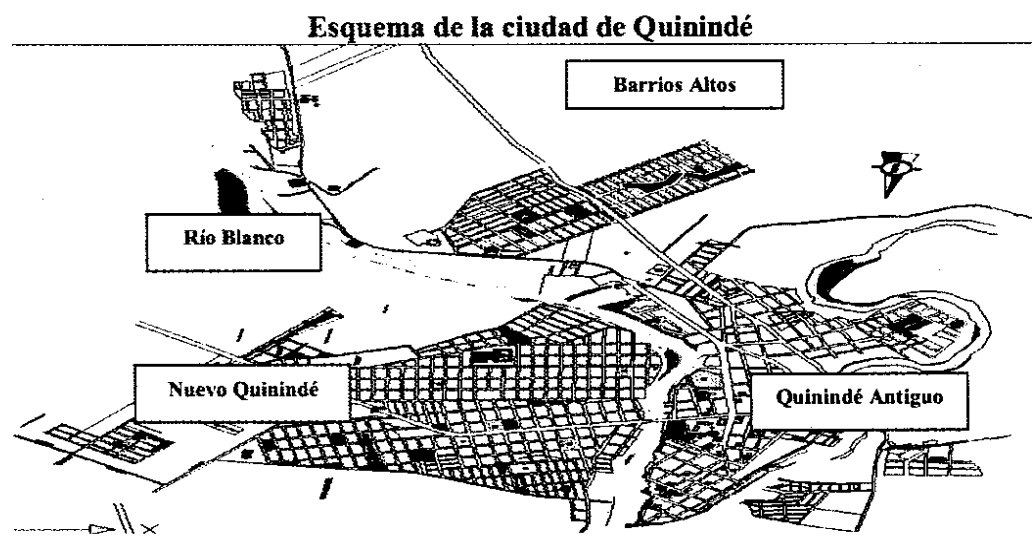 Esquema de la ciudad de Quinindé
Barrios Altos
Río Blanco
Nuevo Quinindé
Quinindé Antiguo
X